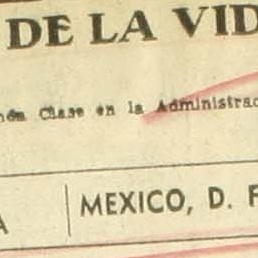 DE LA VID
Clase en la Administrac
A
MEXICO, D. F